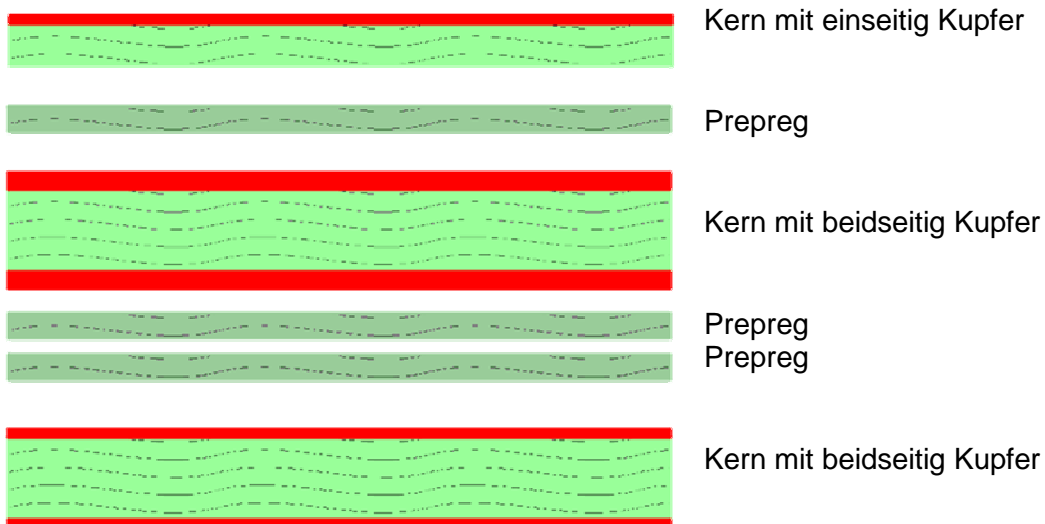 Kern mit einseitig Kupfer
Prepreg
Kern mit beidseitig Kupfer
Prepreg
Prepreg
Kern mit beidseitig Kupfer